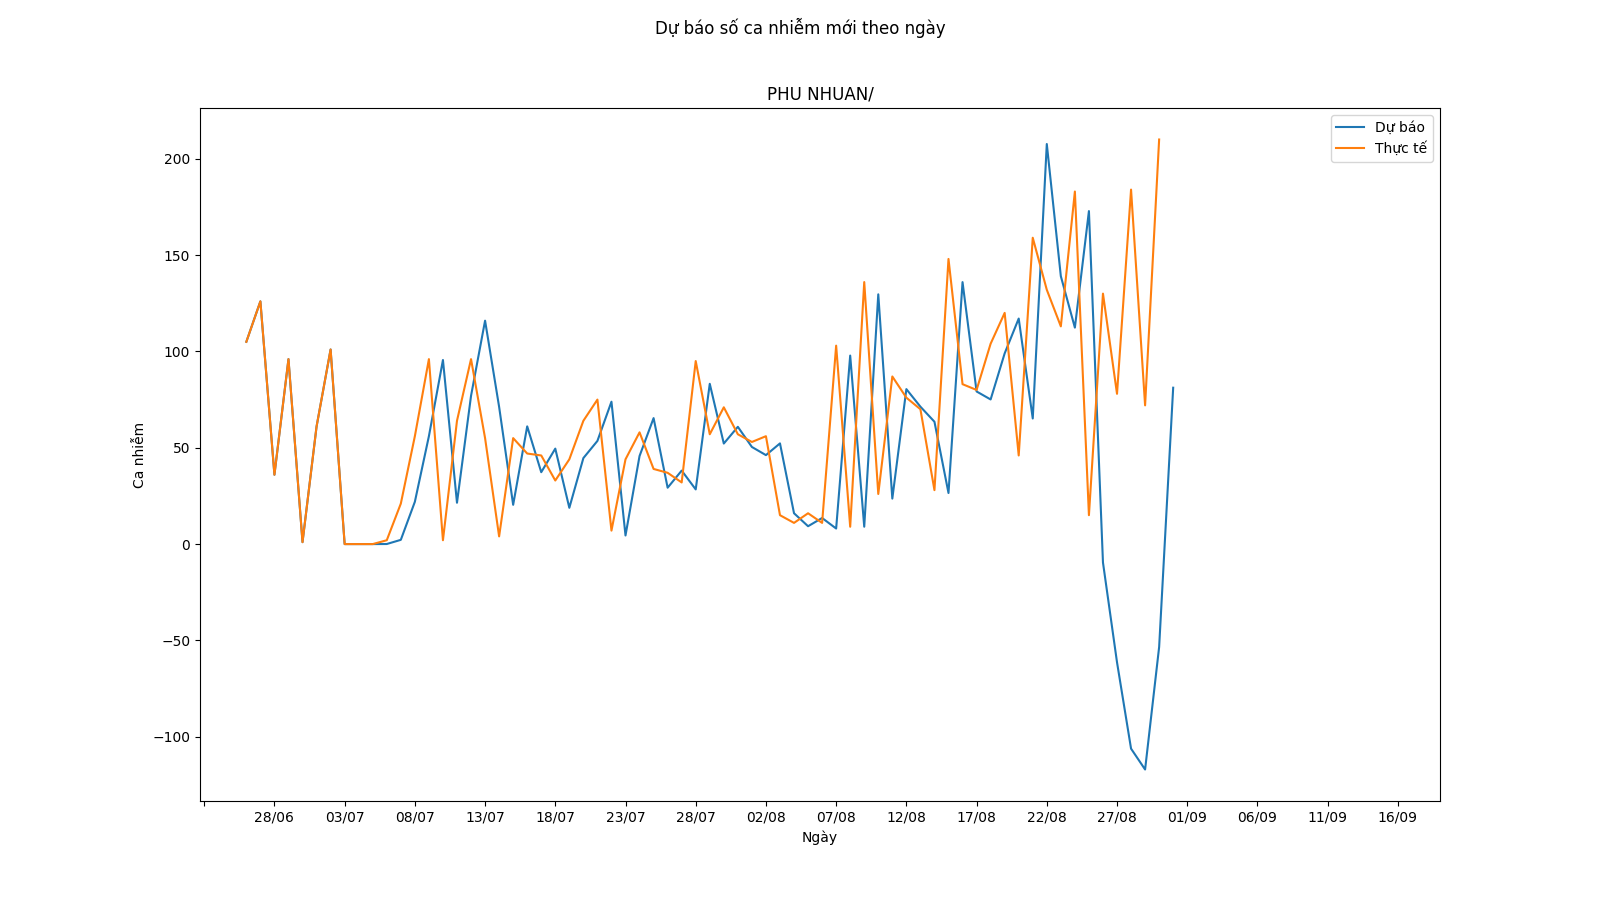 Dự báo số ca nhiễm mới theo ngày
PHU NHUAN/
Dự báo
Thực tế
Ca nhiễm
200
150
100
50
0
−50
−100
28/06 03/07 08/07 13/07 18/07 23/07 28/07 02/08 07/08 12/08 17/08 22/08 27/08 01/09 06/09 11/09 16/09
Ngày